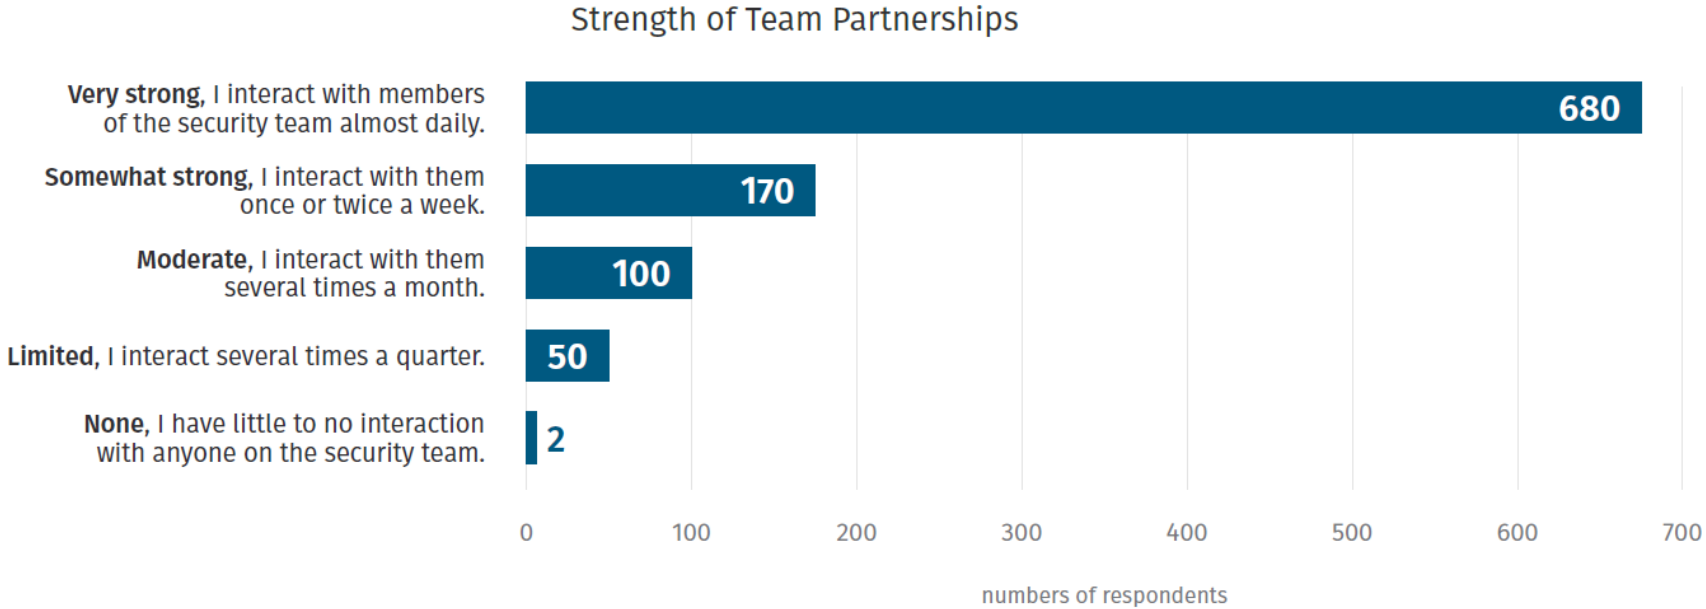 Strength of Team Partnerships
Very strong, I interact with members
of the security team almost daily.
680
Somewhat strong, I interact with them
once or twice a week.
170
Moderate, I interact with them
several times a month.
100
Limited, I interact several times a quarter.
50
None, I have little to no interaction
with anyone on the security team.
2
0 100 200 300 400 500 600 700
numbers of respondents